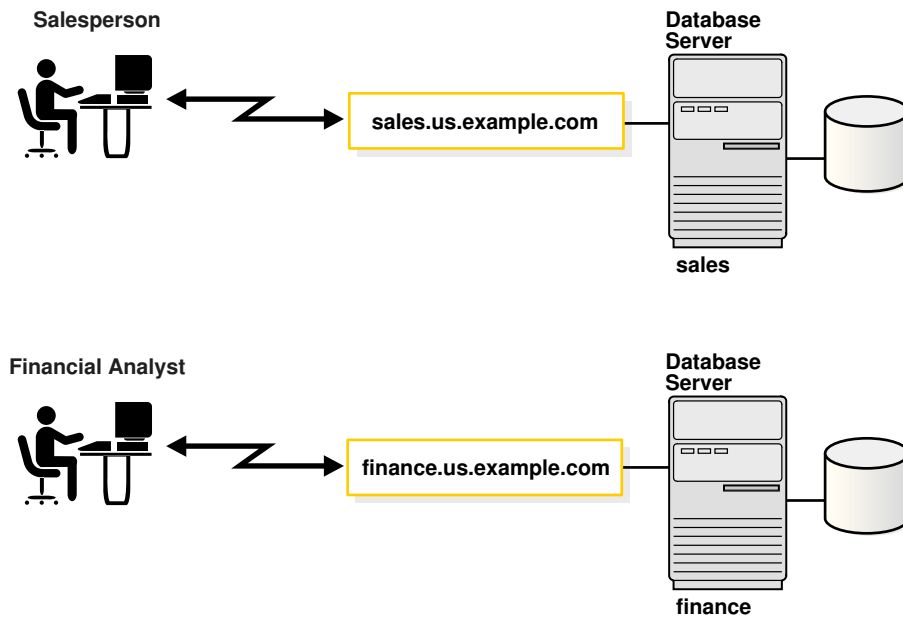 Salesperson
Database
Server
sales.us.example.com
sales
Financial Analyst
Database
Server
finance.us.example.com
finance